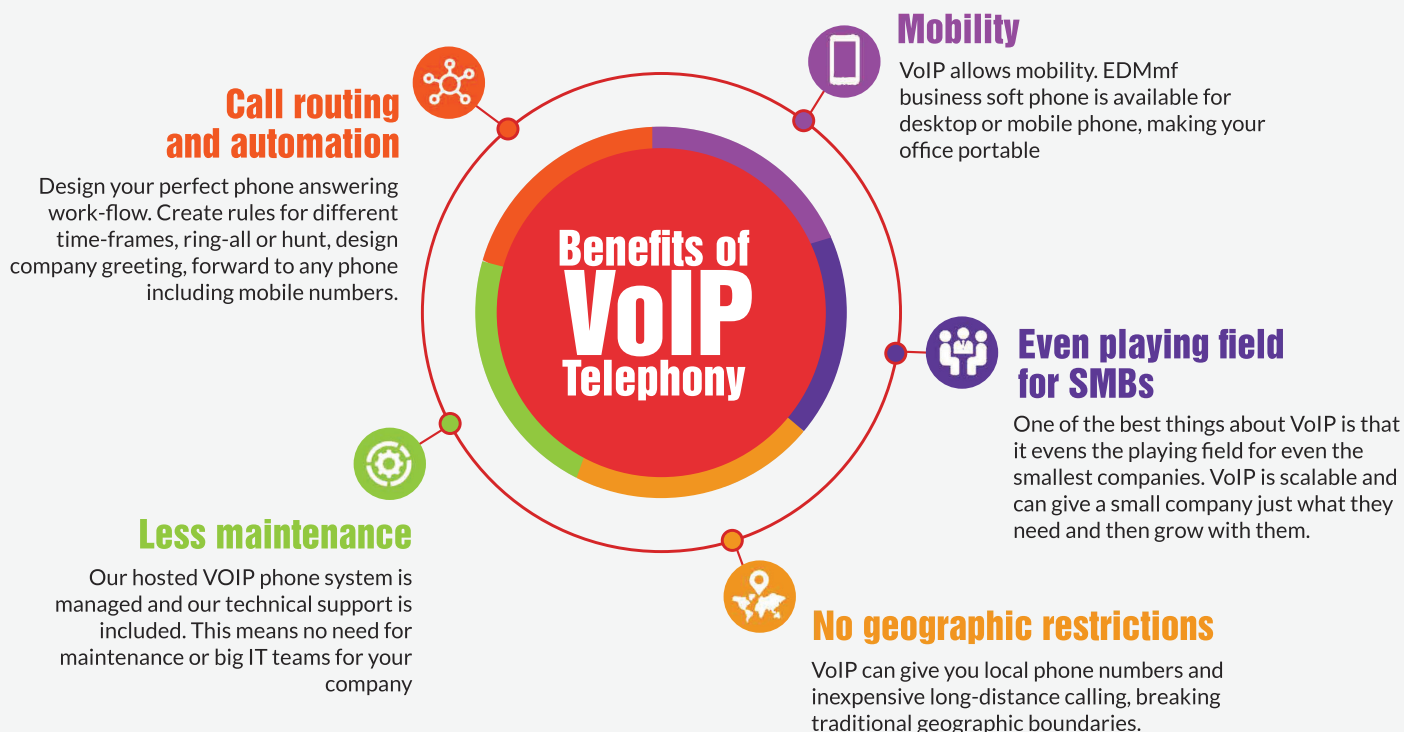 Benefits of
VoIP
Telephony
Mobility
VoIP allows mobility. EDMmf
business soft phone is available for
desktop or mobile phone, making your
office portable
Even playing field
for SMBs
One of the best things about VoIP is that
it evens the playing field for even the
smallest companies. VoIP is scalable and
can give a small company just what they
need and then grow with them.
No geographic restrictions
VoIP can give you local phone numbers and
inexpensive long-distance calling, breaking
traditional geographic boundaries.
Less maintenance
Our hosted VOIP phone system is
managed and our technical support is
included. This means no need for
maintenance or big IT teams for your
company
Call routing
and automation
Design your perfect phone answering
work-flow. Create rules for different
time-frames, ring-all or hunt, design
company greeting, forward to any phone
including mobile numbers.